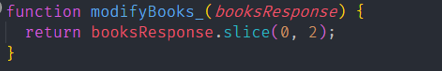 function modifyBooks_(booksResponse) {
  return booksResponse.slice(0, 2);
}